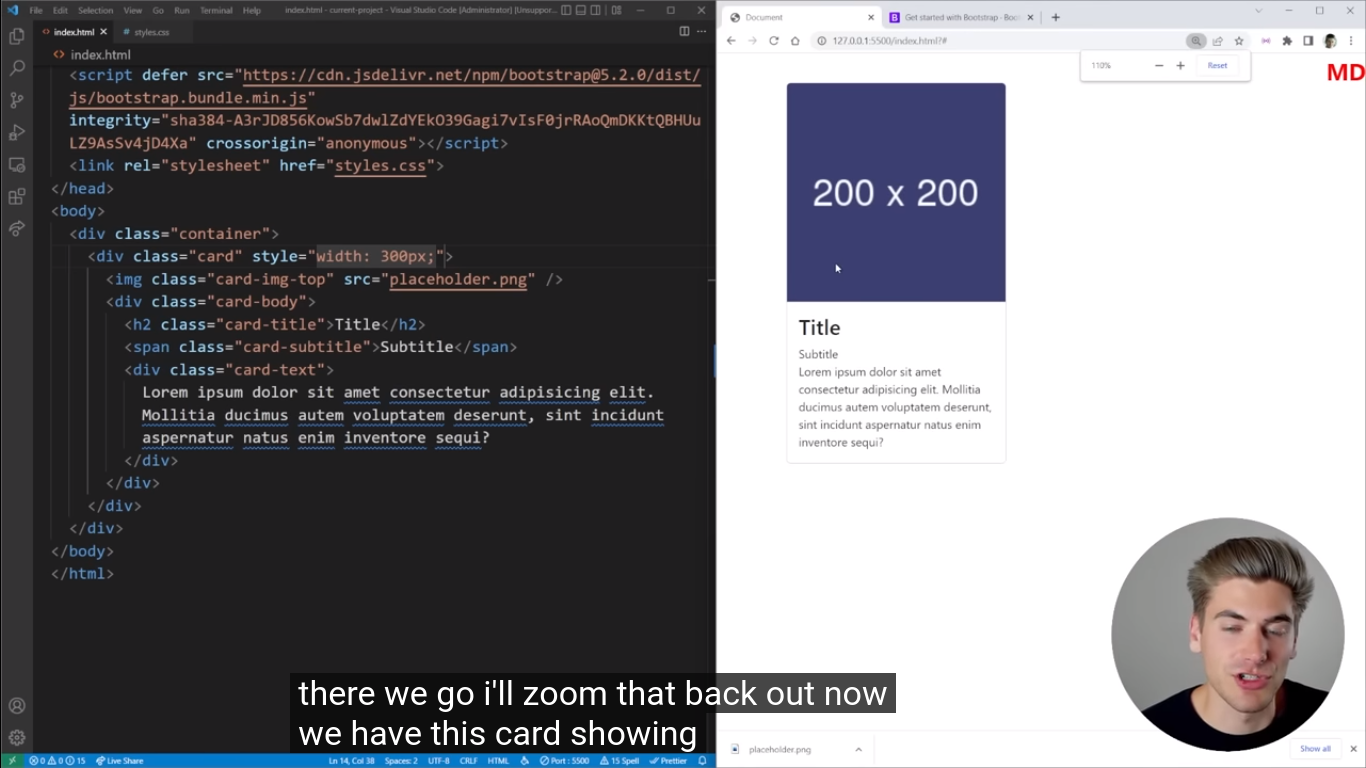 File Edit Selection View Go Run Terminal Help index.html - current-project - Visual Studio Code [Administrator] [Unsuppor...
index.html styles.css
index.html
<script defer src="https://cdn.jsdelivr.net/npm/bootstrap@5.2.0/dist/
js/bootstrap.bundle.min.js"
integrity="sha384-A3rJD856KowSb7dwlZdYEkO39Gagi7vIsF0jrRAoQmDKKtQBHUu
LZ9AsSv4jD4Xa" crossorigin="anonymous"></script>
<link rel="stylesheet" href="styles.css">
</head>
<body>
<div class="container">
<div class="card" style="width: 300px;">
<img class="card-img-top" src="placeholder.png" />
<div class="card-body">
<h2 class="card-title">Title</h2>
<span class="card-subtitle">Subtitle</span>
<div class="card-text">
Lorem ipsum dolor sit amet consectetur adipisicing elit.
Mollitia ducimus autem voluptatem deserunt, sint incidunt
aspernatur natus enim inventore sequi?
</div>
</div>
</div>
</div>
</body>
</html>
0 0 15 Live Share Ln 14, Col 38 Spaces: 2 UTF-8 CRLF HTML Port : 5500 15 Spell Prettier
Document Get started with Bootstrap · Boo
127.0.0.1:5500/index.html?#
110% Reset
MD
200 x 200
Title
Subtitle
Lorem ipsum dolor sit amet
consectetur adipisicing elit. Mollitia
ducimus autem voluptatem deserunt,
sint incidunt aspernatur natus enim
inventore sequi?
there we go i'll zoom that back out now
we have this card showing
placeholder.png Show all